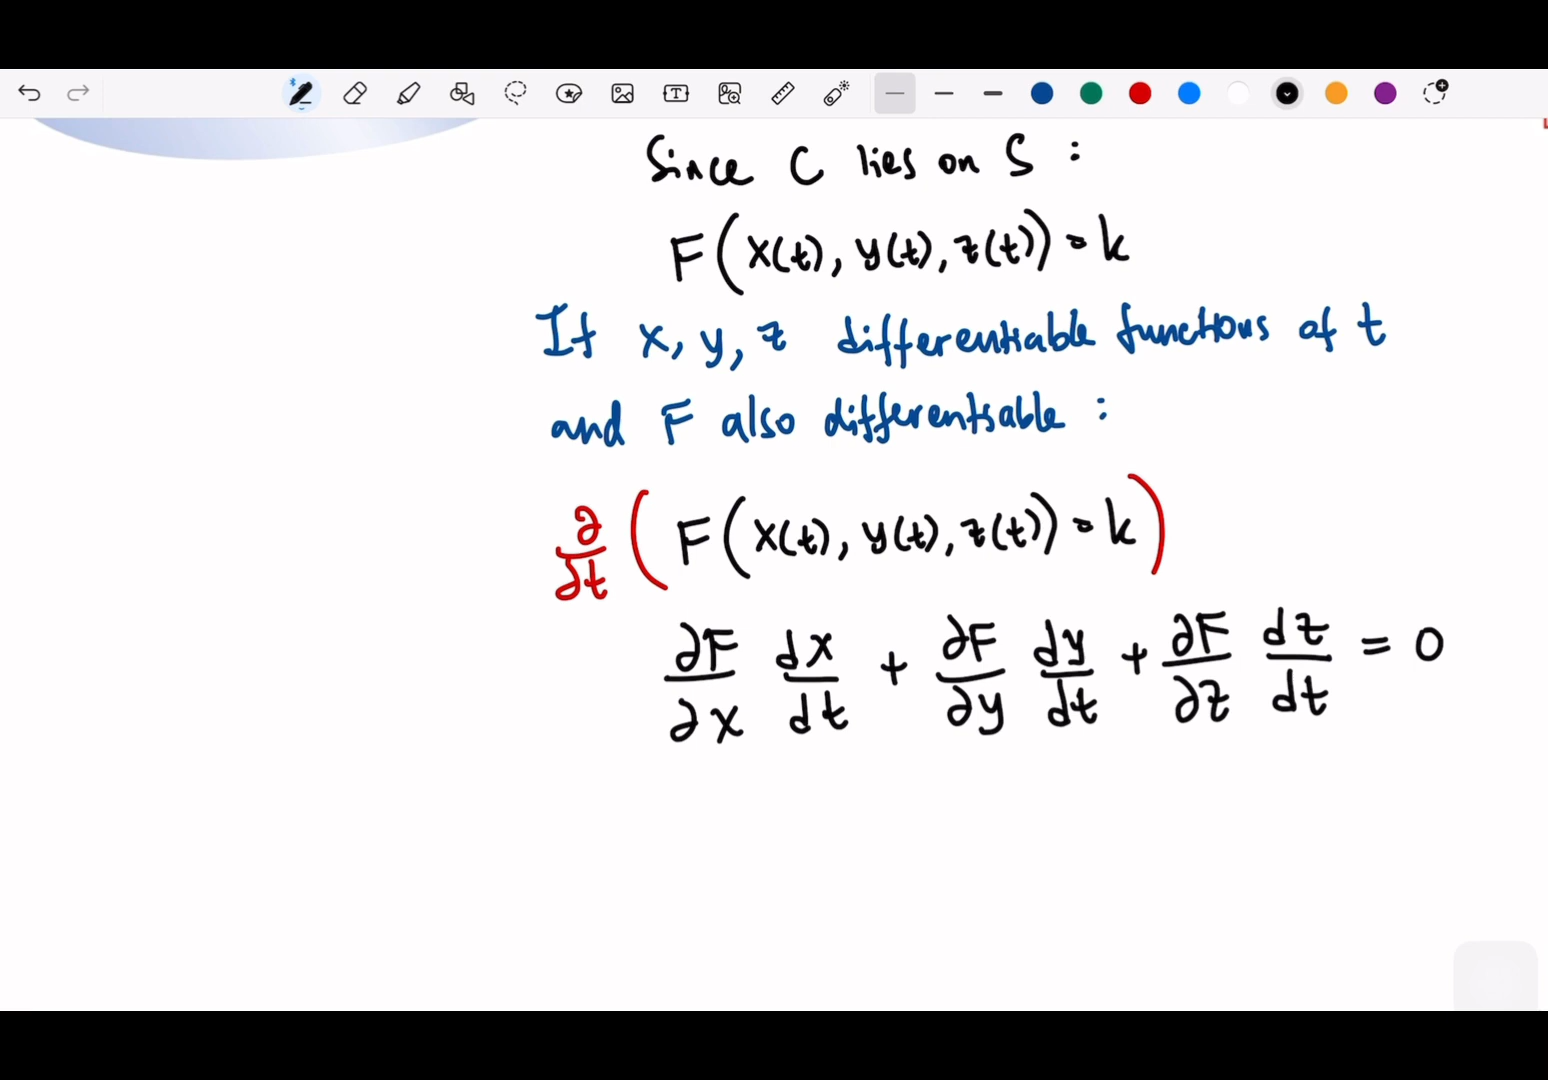 Since C lies on S :
F(x(t), y(t), z(t)) = k
If x, y, z differentiable functions of t
and F also differentiable :
∂/∂t ( F(x(t), y(t), z(t)) = k )
∂F/∂x dx/dt + ∂F/∂y dy/dt + ∂F/∂z dz/dt = 0